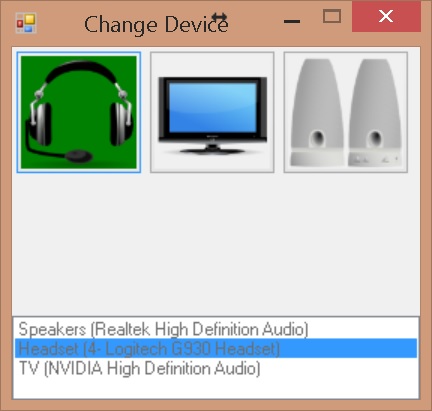 Change Device
Speakers (Realtek High Definition Audio)
Headset (4- Logitech G930 Headset)
TV (NVIDIA High Definition Audio)